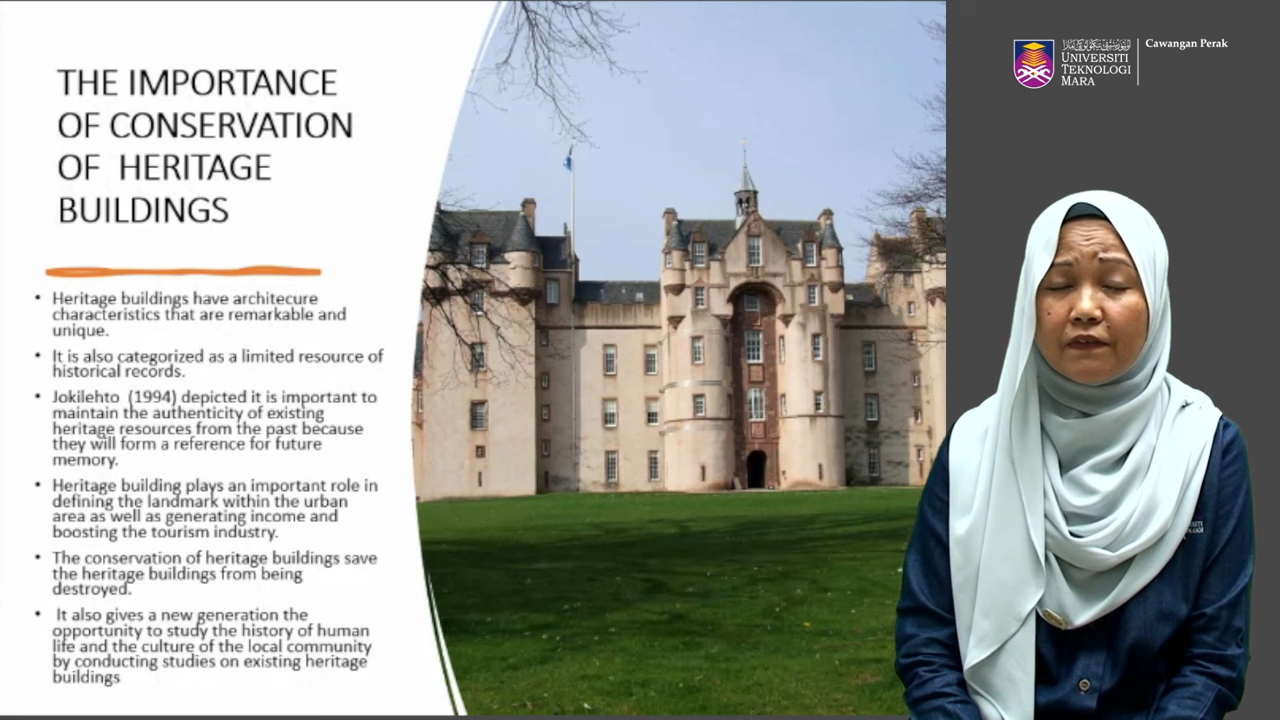 THE IMPORTANCE
OF CONSERVATION
OF HERITAGE
BUILDINGS
• Heritage buildings have architecure
characteristics that are remarkable and
unique.
• It is also categorized as a limited resource of
historical records.
• Jokilehto (1994) depicted it is important to
maintain the authenticity of existing
heritage resources from the past because
they will form a reference for future
memory.
• Heritage building plays an important role in
defining the landmark within the urban
area as well as generating income and
boosting the tourism industry.
• The conservation of heritage buildings save
the heritage buildings from being
destroyed.
• It also gives a new generation the
opportunity to study the history of human
life and the culture of the local community
by conducting studies on existing heritage
buildings
UNIVERSITI
TEKNOLOGI
MARA
Cawangan Perak